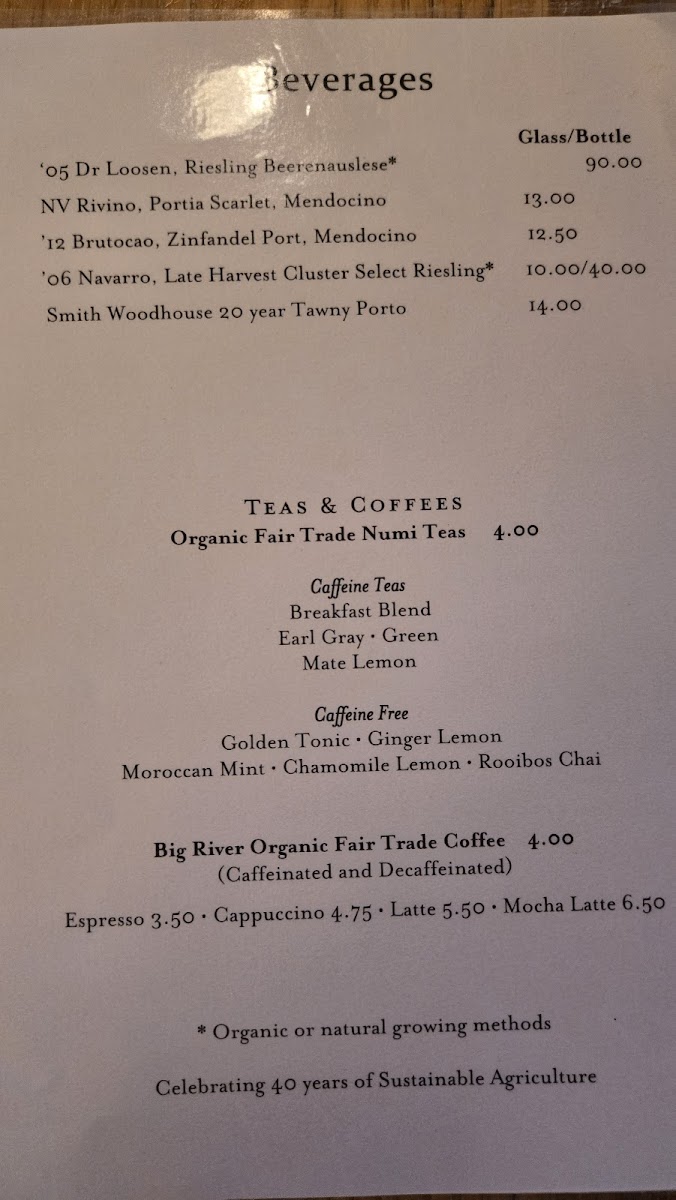 Beverages
Glass/Bottle
‘05 Dr Loosen, Riesling Beerenauslese* 90.00
NV Rivino, Portia Scarlet, Mendocino 13.00
’12 Brutocao, Zinfandel Port, Mendocino 12.50
’06 Navarro, Late Harvest Cluster Select Riesling* 10.00/40.00
Smith Woodhouse 20 year Tawny Porto 14.00
TEAS & COFFEES
Organic Fair Trade Numi Teas 4.00
Caffeine Teas
Breakfast Blend
Earl Gray • Green
Mate Lemon
Caffeine Free
Golden Tonic • Ginger Lemon
Moroccan Mint • Chamomile Lemon • Rooibos Chai
Big River Organic Fair Trade Coffee 4.00
(Caffeinated and Decaffeinated)
Espresso 3.50 • Cappuccino 4.75 • Latte 5.50 • Mocha Latte 6.50
* Organic or natural growing methods
Celebrating 40 years of Sustainable Agriculture